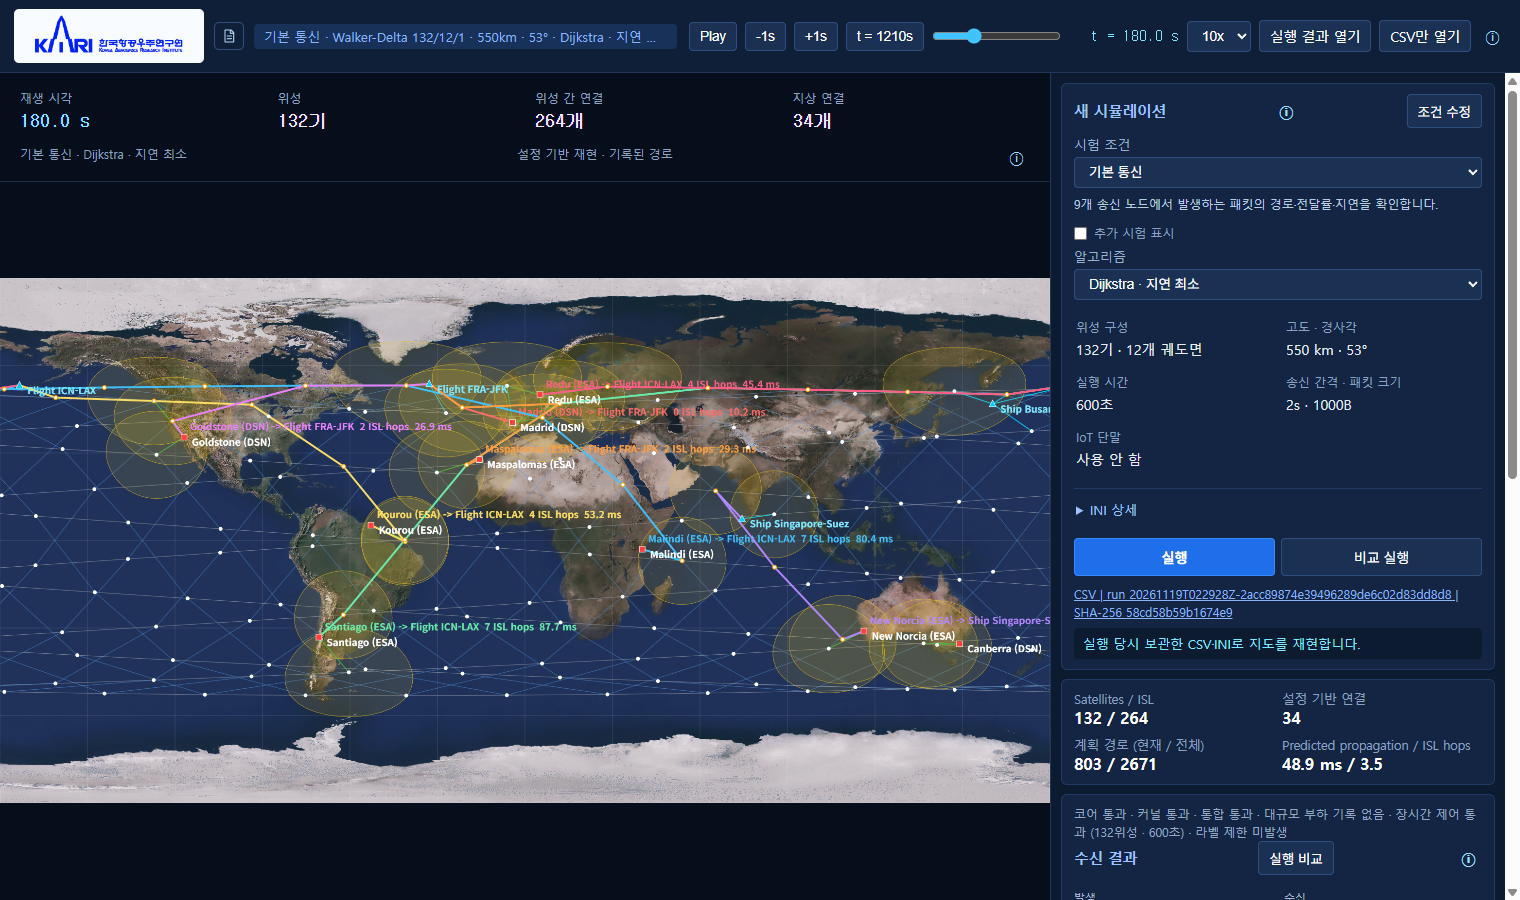 KARI 한국항공우주연구원
KOREA AEROSPACE RESEARCH INSTITUTE
기본 통신 · Walker-Delta 132/12/1 · 550km · 53° · Dijkstra · 지연 ...
Play
-1s
+1s
t = 1210s
t = 180.0 s
10x
실행 결과 열기
CSV만 열기
재생 시각
위성
위성 간 연결
지상 연결
180.0 s
132기
264개
34개
기본 통신 · Dijkstra · 지연 최소
설정 기반 재현 · 기록된 경로
Flight ICN-LAX
Flight FRA-JFK
Redu (ESA) -> Flight ICN-LAX 4 ISL hops 45.4 ms
Redu (ESA)
Ship Busan
Madrid (DSN) -> Flight FRA-JFK 0 ISL hops 10.2 ms
Madrid (DSN)
Goldstone (DSN) -> Flight FRA-JFK 2 ISL hops 26.9 ms
Goldstone (DSN)
Maspalomas (ESA) -> Flight FRA-JFK 2 ISL hops 29.3 ms
Maspalomas (ESA)
Kourou (ESA) -> Flight ICN-LAX 4 ISL hops 53.2 ms
Kourou (ESA)
Ship Singapore-Suez
Malindi (ESA) -> Flight ICN-LAX 7 ISL hops 80.4 ms
Malindi (ESA)
Santiago (ESA) -> Flight ICN-LAX 7 ISL hops 87.7 ms
Santiago (ESA)
New Norcia (ESA) -> Ship Singapore-S
New Norcia (ESA)
Canberra (DSN)
새 시뮬레이션
조건 수정
시험 조건
기본 통신
9개 송신 노드에서 발생하는 패킷의 경로·전달률·지연을 확인합니다.
추가 시험 표시
알고리즘
Dijkstra · 지연 최소
위성 구성
고도 · 경사각
132기 · 12개 궤도면
550 km · 53°
실행 시간
송신 간격 · 패킷 크기
600초
2s · 1000B
IoT 단말
사용 안 함
▶ INI 상세
실행
비교 실행
CSV | run 20261119T022928Z-2acc89874e39496289de6c02d83dd8d8 |
SHA-256 58cd58b59b1674e9
실행 당시 보관한 CSV·INI로 지도를 재현합니다.
Satellites / ISL
설정 기반 연결
132 / 264
34
계획 경로 (현재 / 전체)
Predicted propagation / ISL hops
803 / 2671
48.9 ms / 3.5
코어 통과 · 커널 통과 · 통합 통과 · 대규모 부하 기록 없음 · 장시간 제어 통
과 (132위성 · 600초) · 라벨 제한 미발생
수신 결과
실행 비교
발생
수신